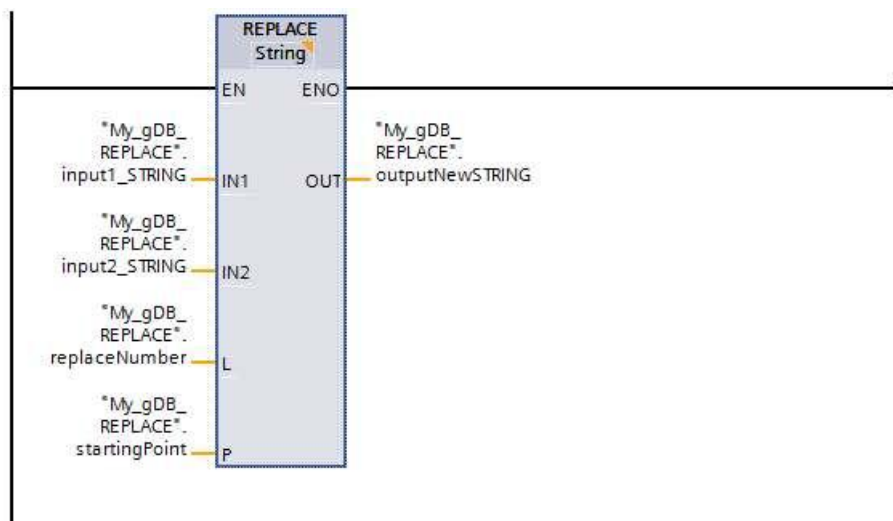 REPLACE
String
EN ENO
"My_gDB_
REPLACE".
input1_STRING
IN1
OUT
"My_gDB_
REPLACE".
outputNewSTRING
"My_gDB_
REPLACE".
input2_STRING
IN2
"My_gDB_
REPLACE".
replaceNumber
L
"My_gDB_
REPLACE".
startingPoint
P